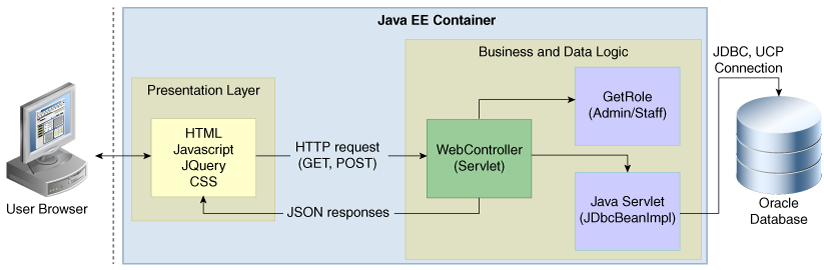 Java EE Container
Business and Data Logic
JDBC, UCP
Connection
Presentation Layer
GetRole
(Admin/Staff)
HTML
Javascript
JQuery
CSS
HTTP request
(GET, POST)
WebController
(Servlet)
User Browser
JSON responses
Java Servlet
(JDbcBeanImpl)
Oracle
Database